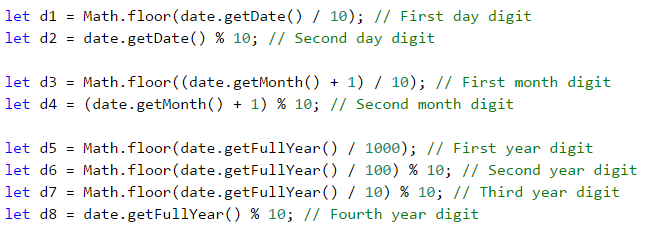 let d1 = Math.floor(date.getDate() / 10); // First day digit
let d2 = date.getDate() % 10; // Second day digit
let d3 = Math.floor((date.getMonth() + 1) / 10); // First month digit
let d4 = (date.getMonth() + 1) % 10; // Second month digit
let d5 = Math.floor(date.getFullYear() / 1000); // First year digit
let d6 = Math.floor(date.getFullYear() / 100) % 10; // Second year digit
let d7 = Math.floor(date.getFullYear() / 10) % 10; // Third year digit
let d8 = date.getFullYear() % 10; // Fourth year digit